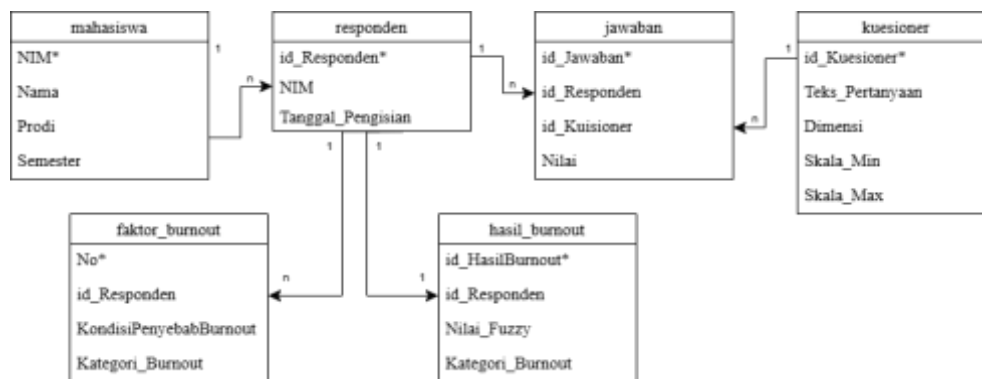 mahasiswa
NIM*
Nama
Prodi
Semester
1
n
responden
id_Responden*
NIM
Tanggal_Pengisian
1
1
1
n
jawaban
id_Jawaban*
id_Responden
id_Kuisioner
Nilai
1
n
kuesioner
id_Kuesioner*
Teks_Pertanyaan
Dimensi
Skala_Min
Skala_Max
faktor_burnout
No*
id_Responden
KondisiPenyebabBurnout
Kategori_Burnout
n
1
hasil_burnout
id_HasilBurnout*
id_Responden
Nilai_Fuzzy
Kategori_Burnout